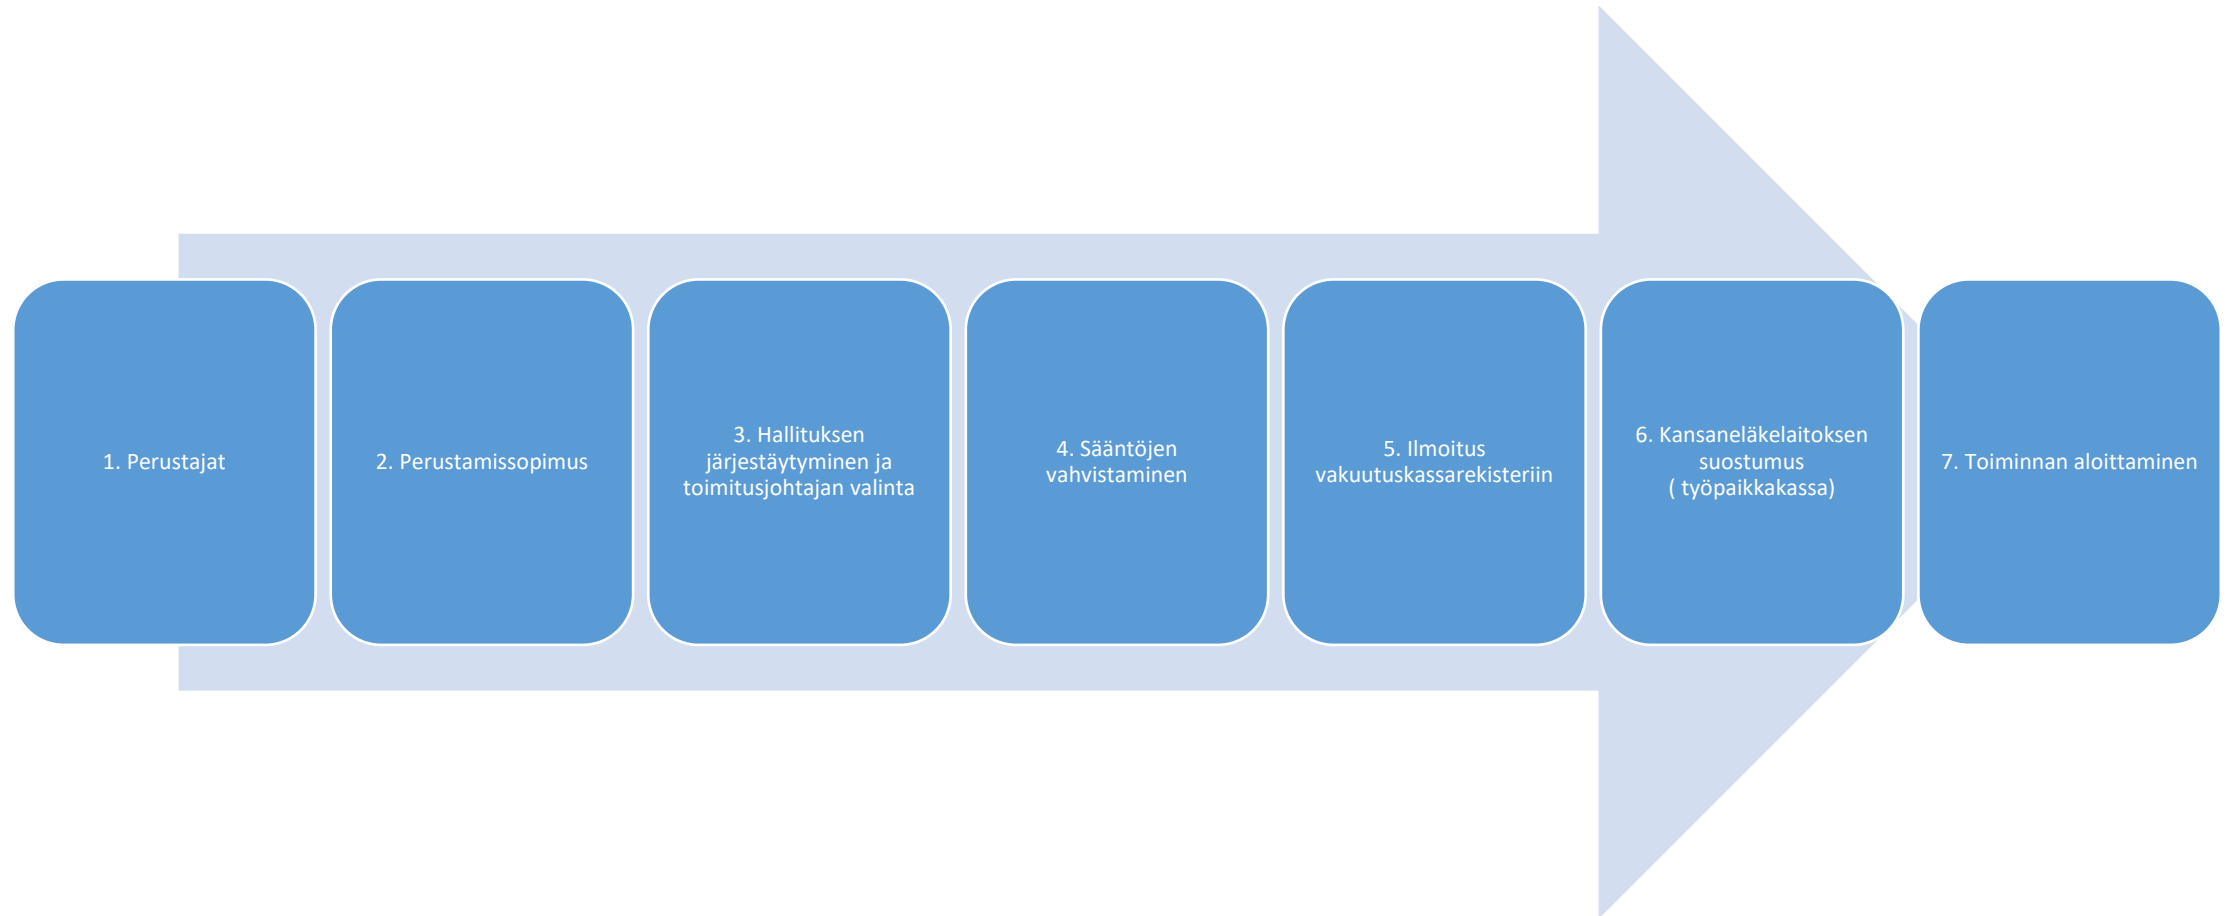 1. Perustajat
2. Perustamissopimus
3. Hallituksen
järjestäytyminen ja
toimitusjohtajan valinta
4. Sääntöjen
vahvistaminen
5. Ilmoitus
vakuutuskassarekisteriin
6. Kansaneläkelaitoksen
suostumus
( työpaikkakassa)
7. Toiminnan aloittaminen